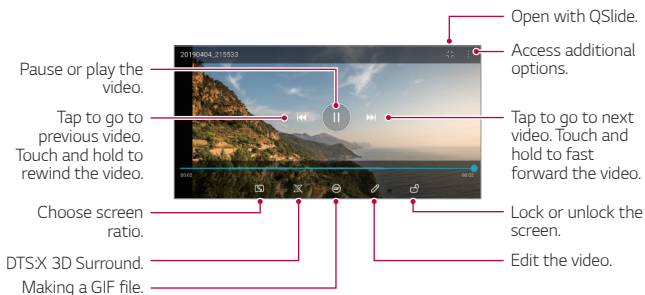 Open with QSlide.
Access additional
options.
20190404_215533
Pause or play the
video.
Tap to go to
previous video.
Touch and hold to
rewind the video.
Tap to go to next
video. Touch and
hold to fast
forward the video.
00:02
00:02
Choose screen
ratio.
Lock or unlock the
screen.
DTS:X 3D Surround.
Edit the video.
Making a GIF file.